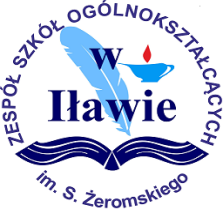 ZESPÓŁ SZKÓŁ OGÓLNOKSZTAŁCĄCYCH
w
Iławie
im. S. Żeromskiego